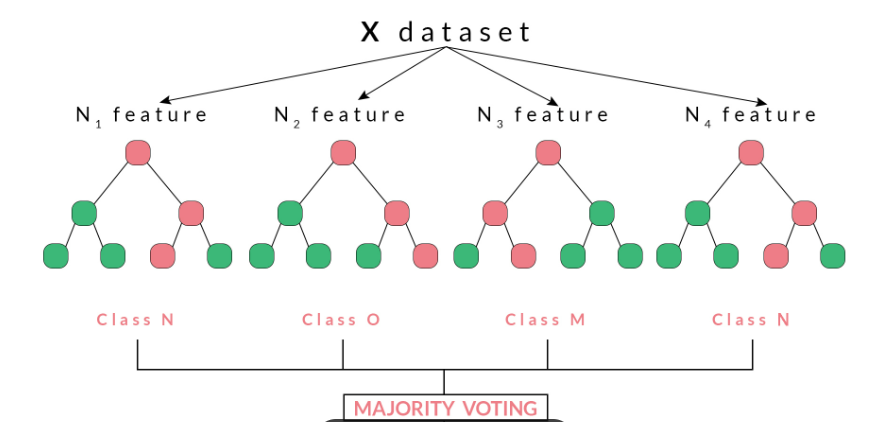 X dataset
N₁ feature N₂ feature N₃ feature N₄ feature
Class N Class O Class M Class N
MAJORITY VOTING